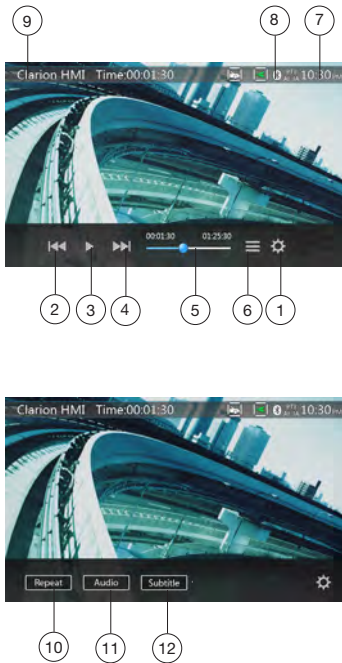 9 8 7
Clarion HMI Time:00:01:30 10:30 PM
00:01:30 01:25:30
2 3 4 5 6 1
Clarion HMI Time:00:01:30 10:30
Repeat Audio Subtitle
10 11 12